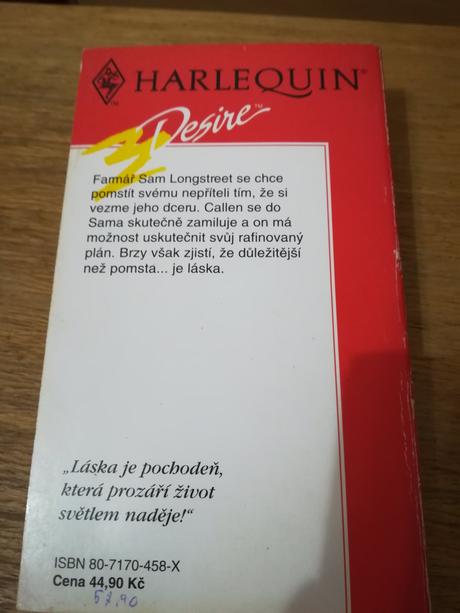 HARLEQUIN®
™
Desire™
Farmář Sam Longstreet se chce
pomstít svému nepříteli tím, že si
vezme jeho dceru. Callen se do
Sama skutečně zamiluje a on má
možnost uskutečnit svůj rafinovaný
plán. Brzy však zjistí, že důležitější
než pomsta... je láska.
„Láska je pochodeň,
která prozáří život
světlem naděje!“
ISBN 80-7170-458-X
Cena 44,90 Kč
57,90